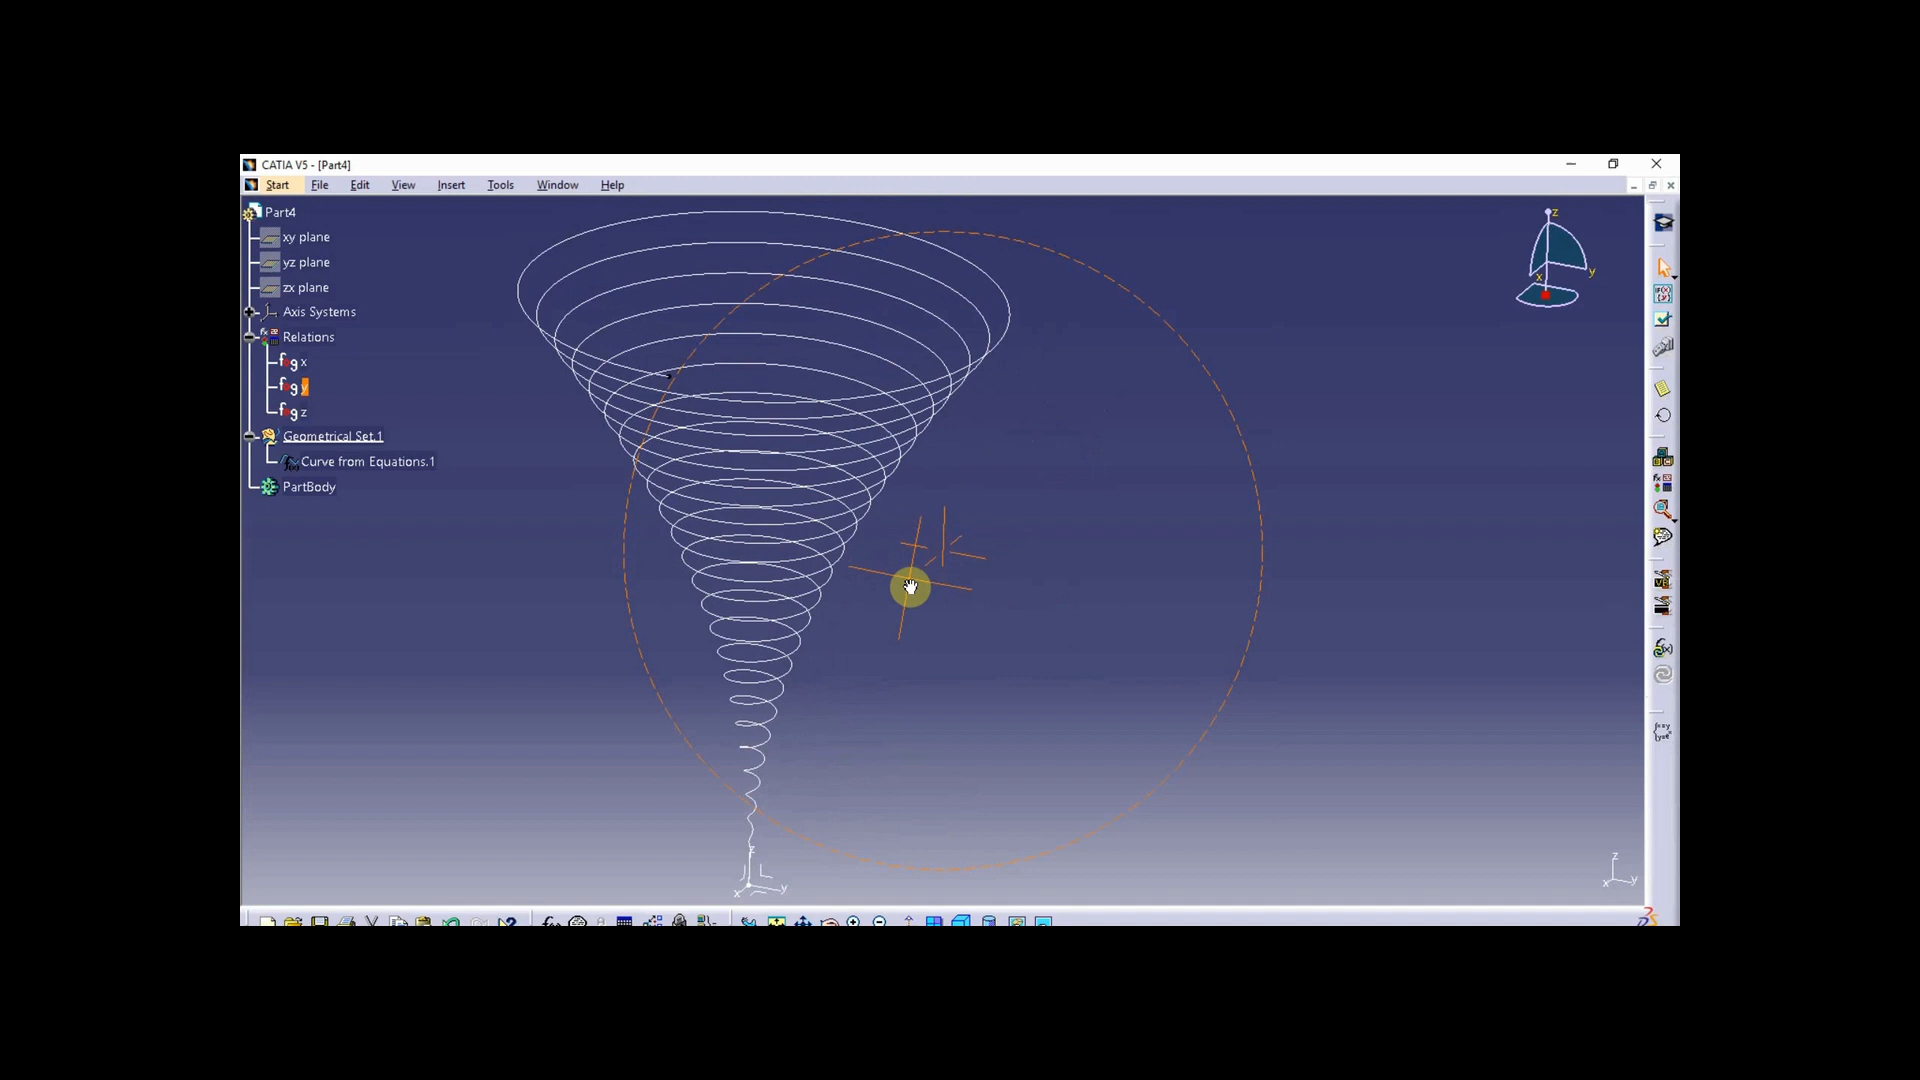 CATIA V5 - [Part4]
Start File Edit View Insert Tools Window Help
Part4
xy plane
yz plane
zx plane
Axis Systems
Relations
x
y
z
Geometrical Set.1
Curve from Equations.1
PartBody
z
x
y
z
x
y
z
x
y